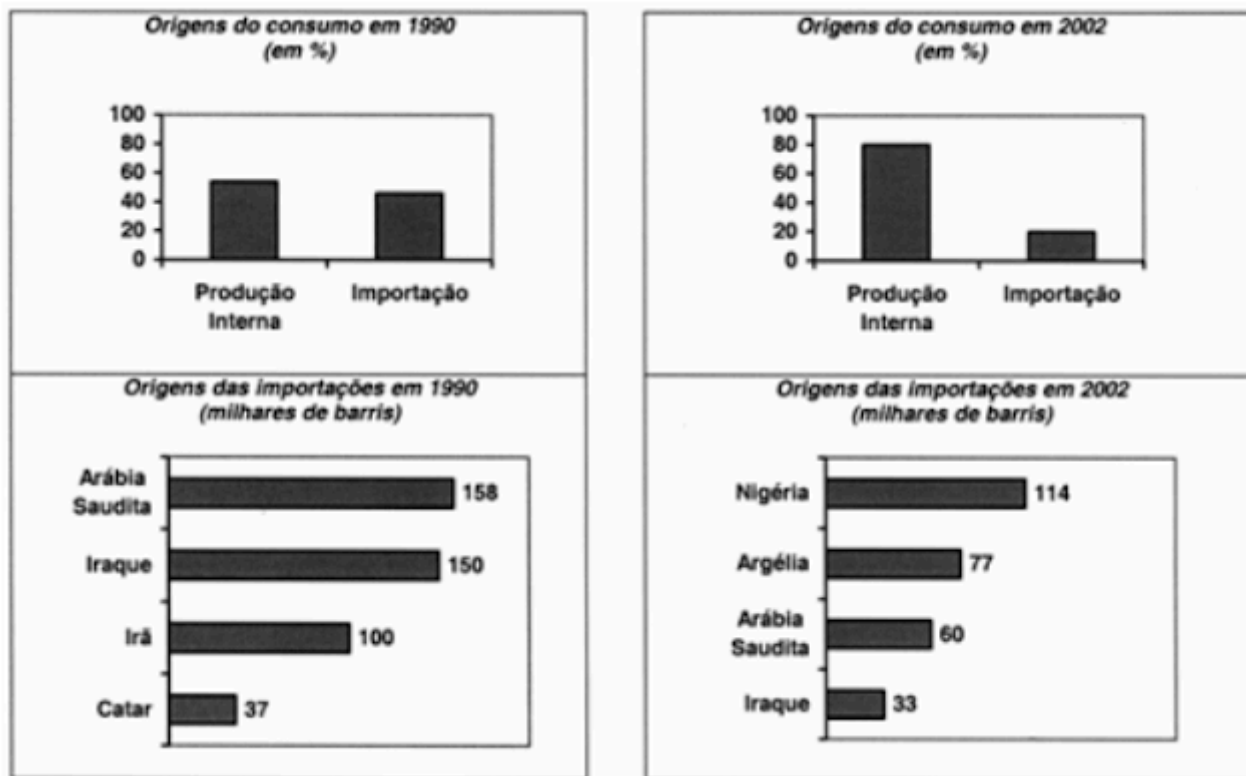 Origens do consumo em 1990
(em %)
100
80
60
40
20
0
Produção
Interna
Importação
Origens do consumo em 2002
(em %)
100
80
60
40
20
0
Produção
Interna
Importação
Origens das importações em 1990
(milhares de barris)
Arábia
Saudita
158
Iraque
150
Irã
100
Catar
37
Origens das importações em 2002
(milhares de barris)
Nigéria
114
Argélia
77
Arábia
Saudita
60
Iraque
33